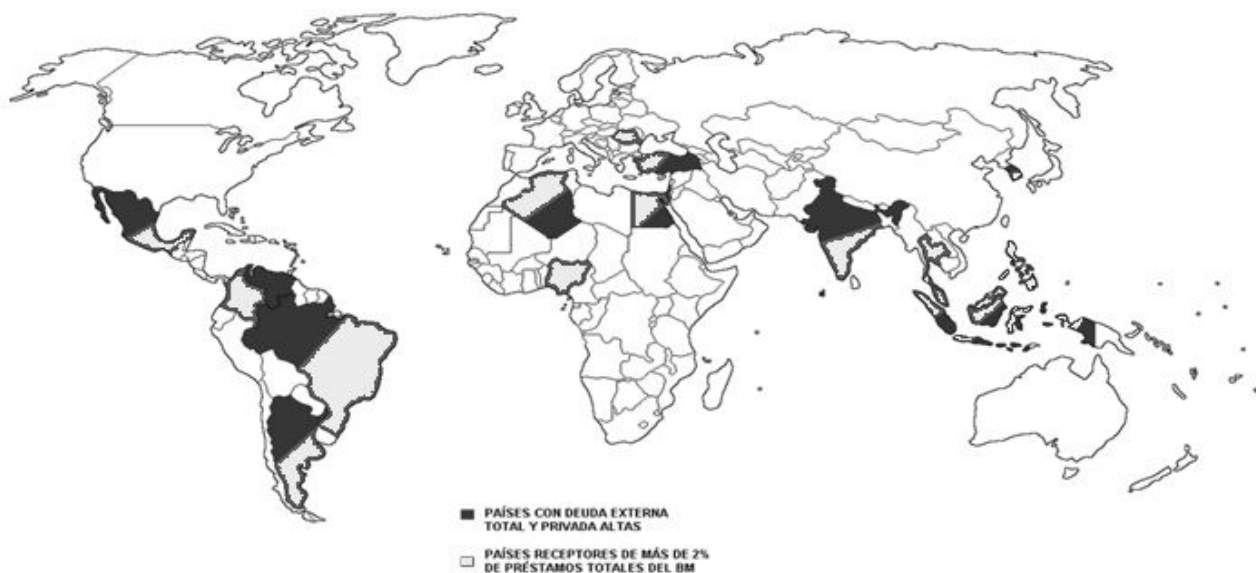 PAÍSES CON DEUDA EXTERNA
TOTAL Y PRIVADA ALTAS
PAÍSES RECEPTORES DE MÁS DE 2%
DE PRÉSTAMOS TOTALES DEL BM